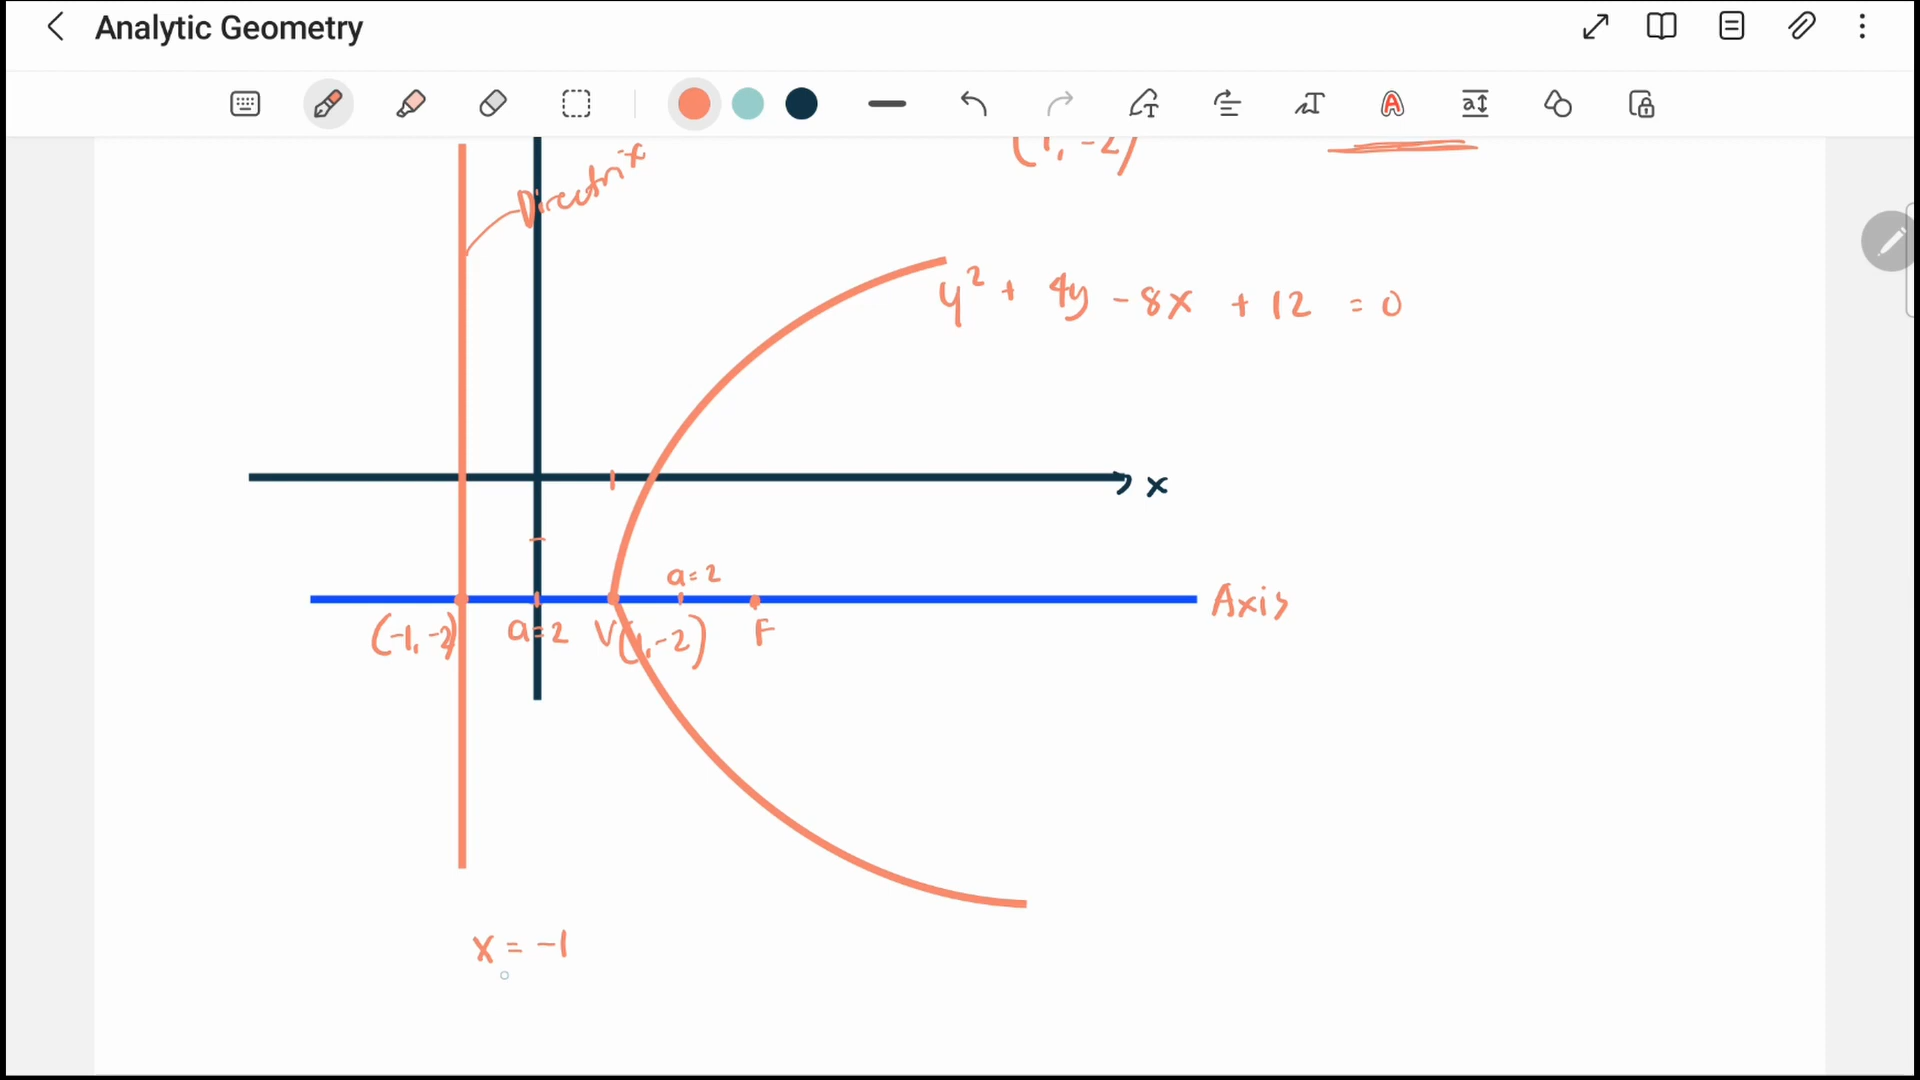 Analytic Geometry
(1, -2)
Directrix
y² + 4y - 8x + 12 = 0
x
a=2
Axis
(-1, -2) a=2 V(1, -2) F
x = -1